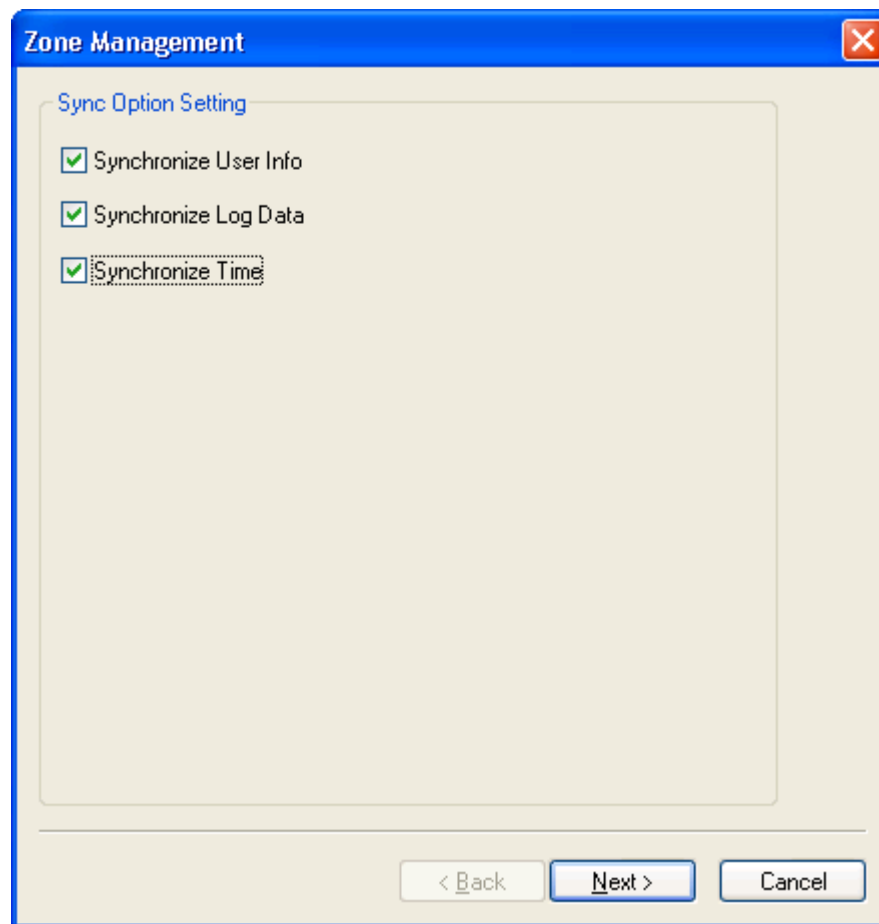 Zone Management
Sync Option Setting
Synchronize User Info
Synchronize Log Data
Synchronize Time
< Back Next > Cancel